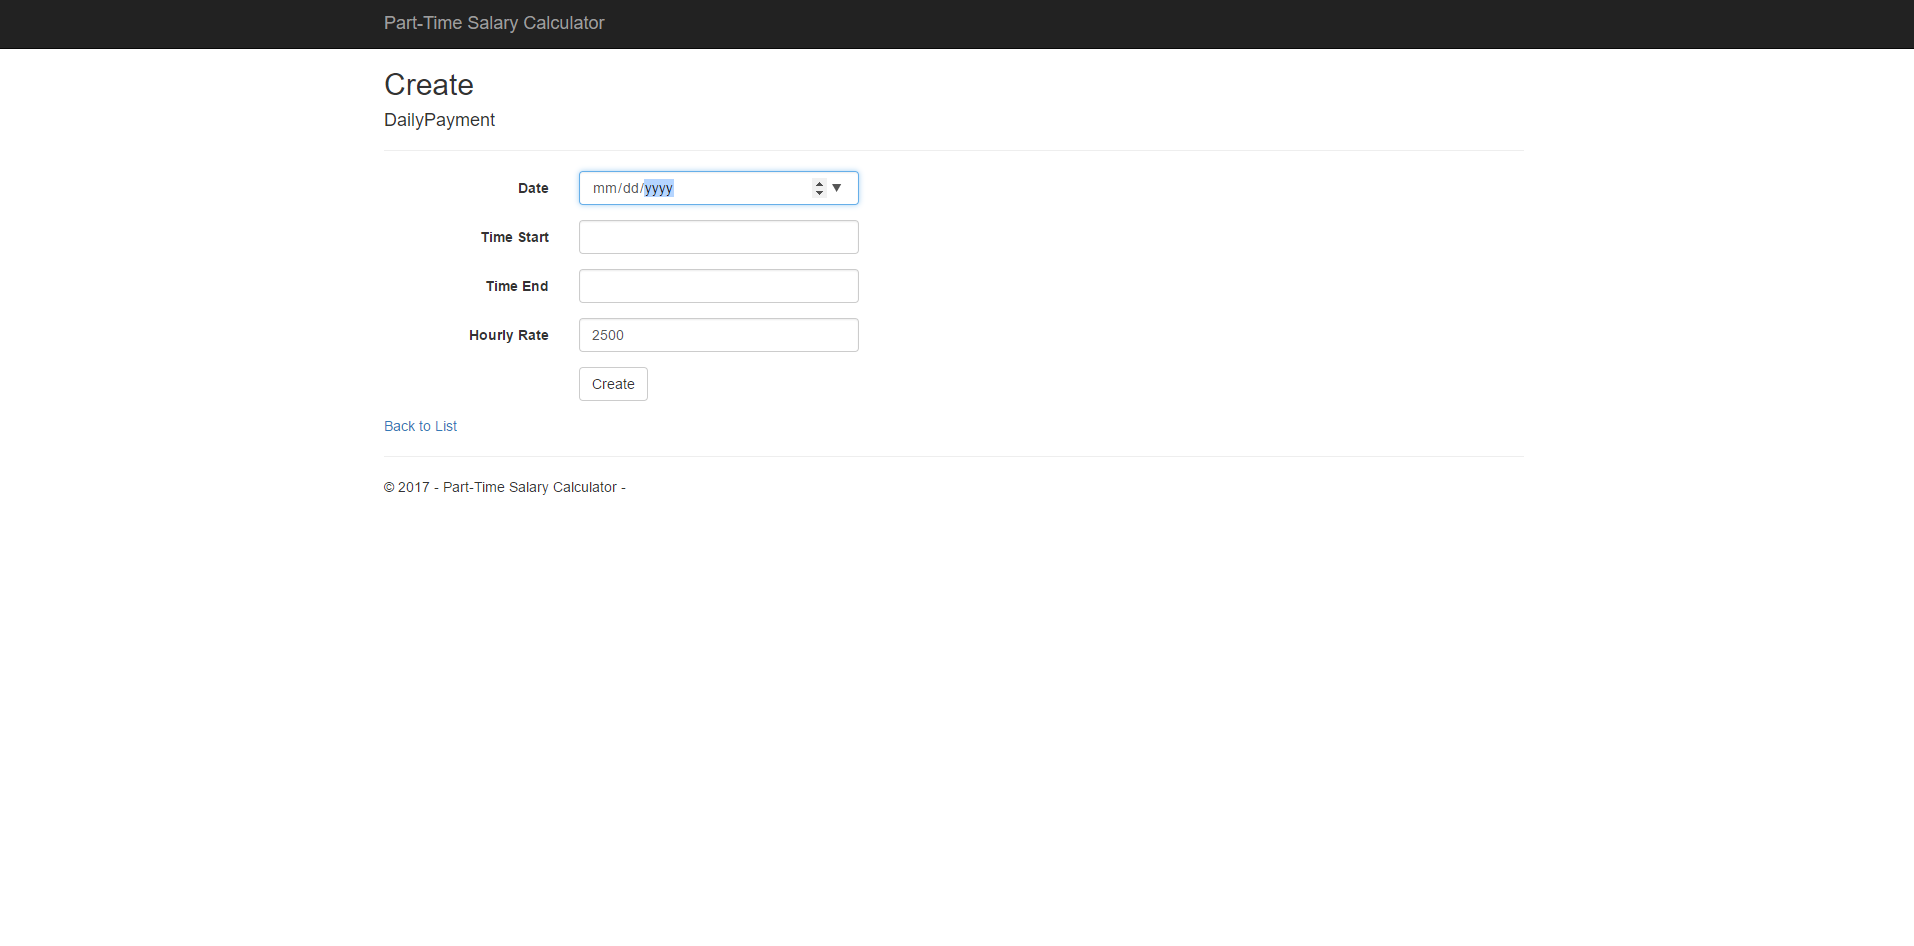 Part-Time Salary Calculator
Create
DailyPayment
Date mm/dd/yyyy
Time Start
Time End
Hourly Rate 2500
Create
Back to List
© 2017 - Part-Time Salary Calculator -